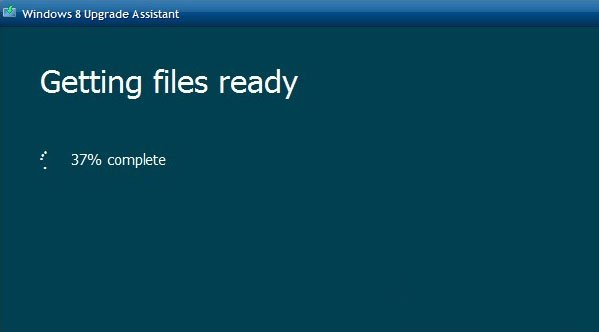 Windows 8 Upgrade Assistant
Getting files ready
37% complete